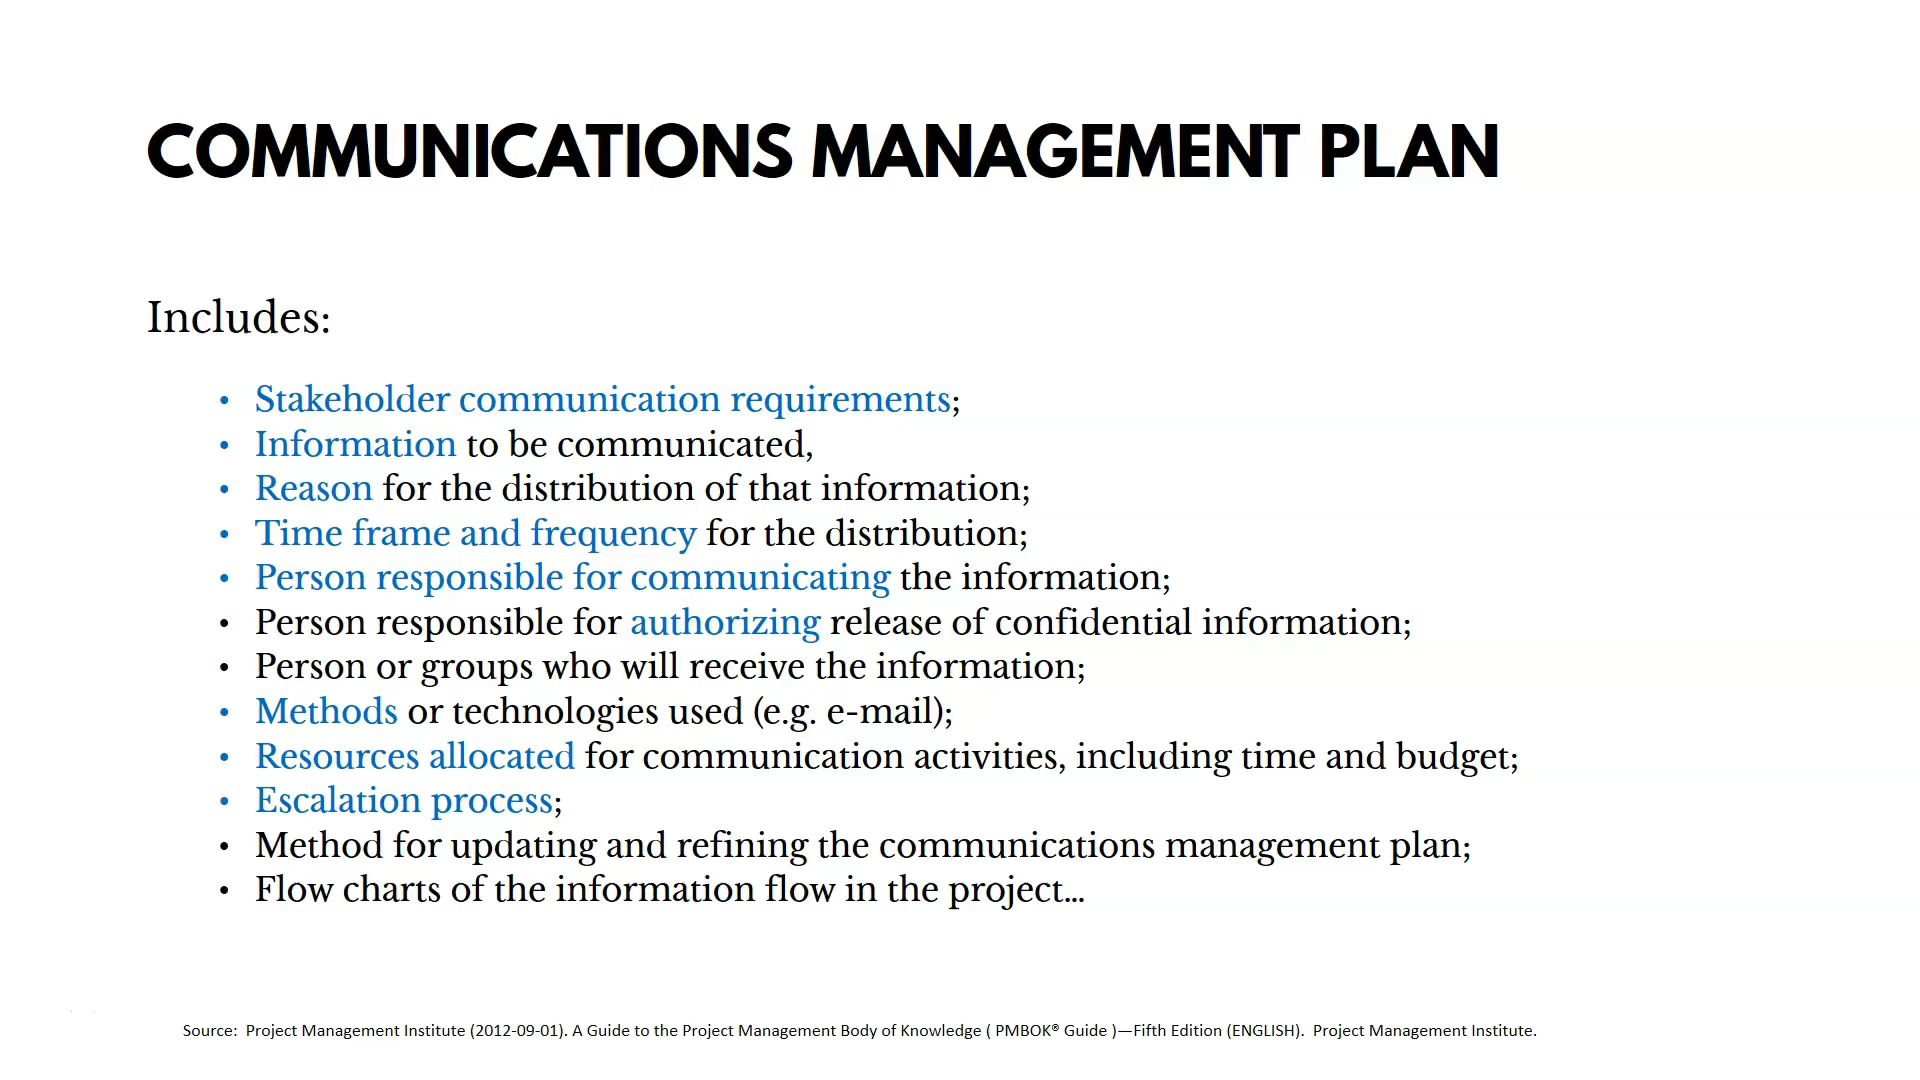 COMMUNICATIONS MANAGEMENT PLAN
Includes:
• Stakeholder communication requirements;
• Information to be communicated,
• Reason for the distribution of that information;
• Time frame and frequency for the distribution;
• Person responsible for communicating the information;
• Person responsible for authorizing release of confidential information;
• Person or groups who will receive the information;
• Methods or technologies used (e.g. e-mail);
• Resources allocated for communication activities, including time and budget;
• Escalation process;
• Method for updating and refining the communications management plan;
• Flow charts of the information flow in the project...
Source:  Project Management Institute (2012-09-01). A Guide to the Project Management Body of Knowledge ( PMBOK® Guide )—Fifth Edition (ENGLISH).  Project Management Institute.